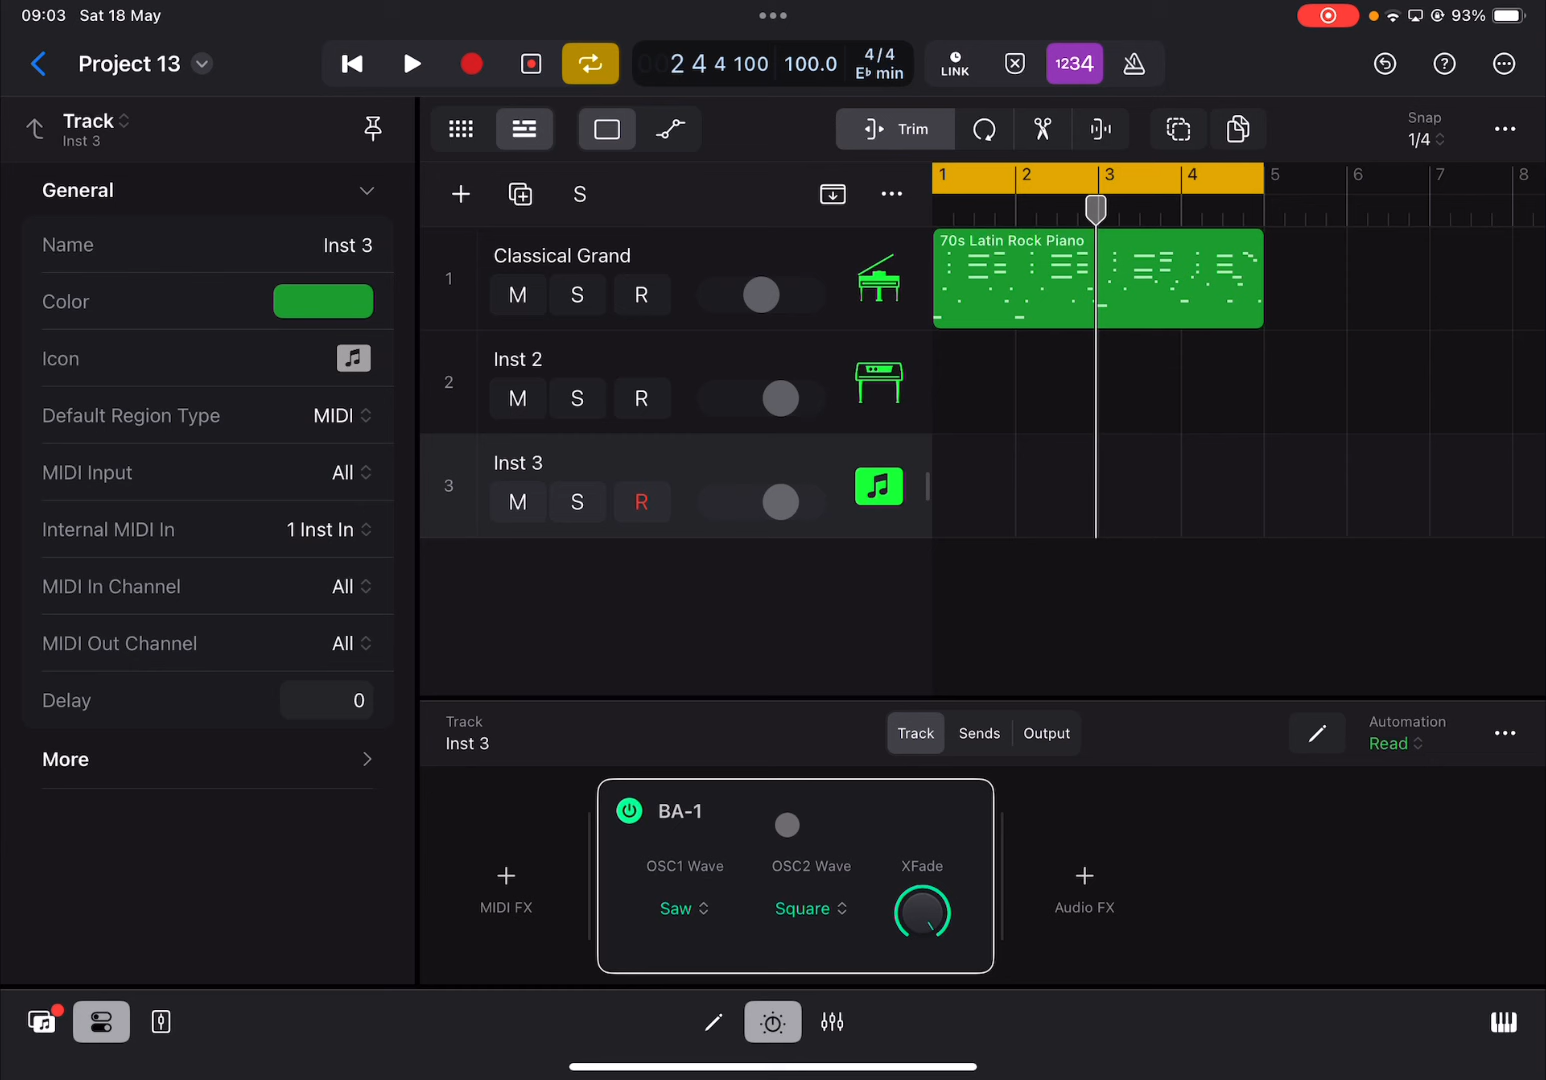 09:03 Sat 18 May
93%
Project 13
2 4 4 100
100.0
4/4
E♭ min
LINK
1234
Track
Inst 3
Trim
Snap
1/4
General
S
1 2 3 4 5 6 7 8
Name Inst 3
Color
Icon
Default Region Type MIDI
MIDI Input All
Internal MIDI In 1 Inst In
MIDI In Channel All
MIDI Out Channel All
Delay 0
More
1
Classical Grand
M S R
70s Latin Rock Piano
2
Inst 2
M S R
3
Inst 3
M S R
Track
Inst 3
Track Sends Output
Automation
Read
BA-1
OSC1 Wave OSC2 Wave XFade
Saw Square
MIDI FX
Audio FX